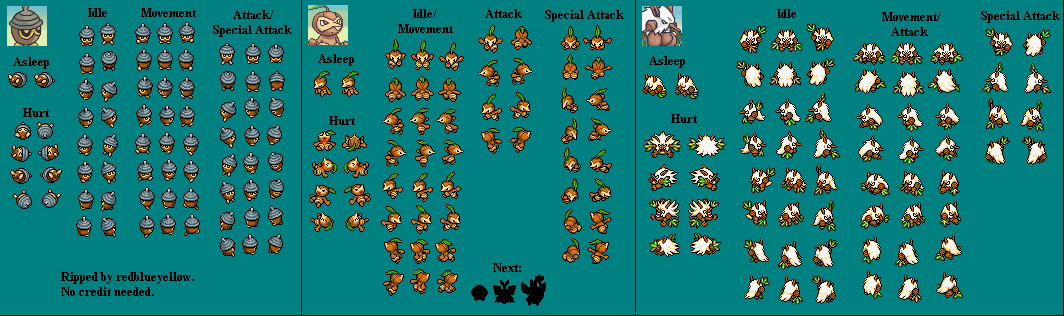 Idle
Movement
Attack/
Special Attack
Asleep
Hurt
Ripped by redblueyellow.
No credit needed.
Idle/
Movement
Attack
Special Attack
Asleep
Hurt
Next:
Idle
Movement/
Attack
Special Attack
Asleep
Hurt